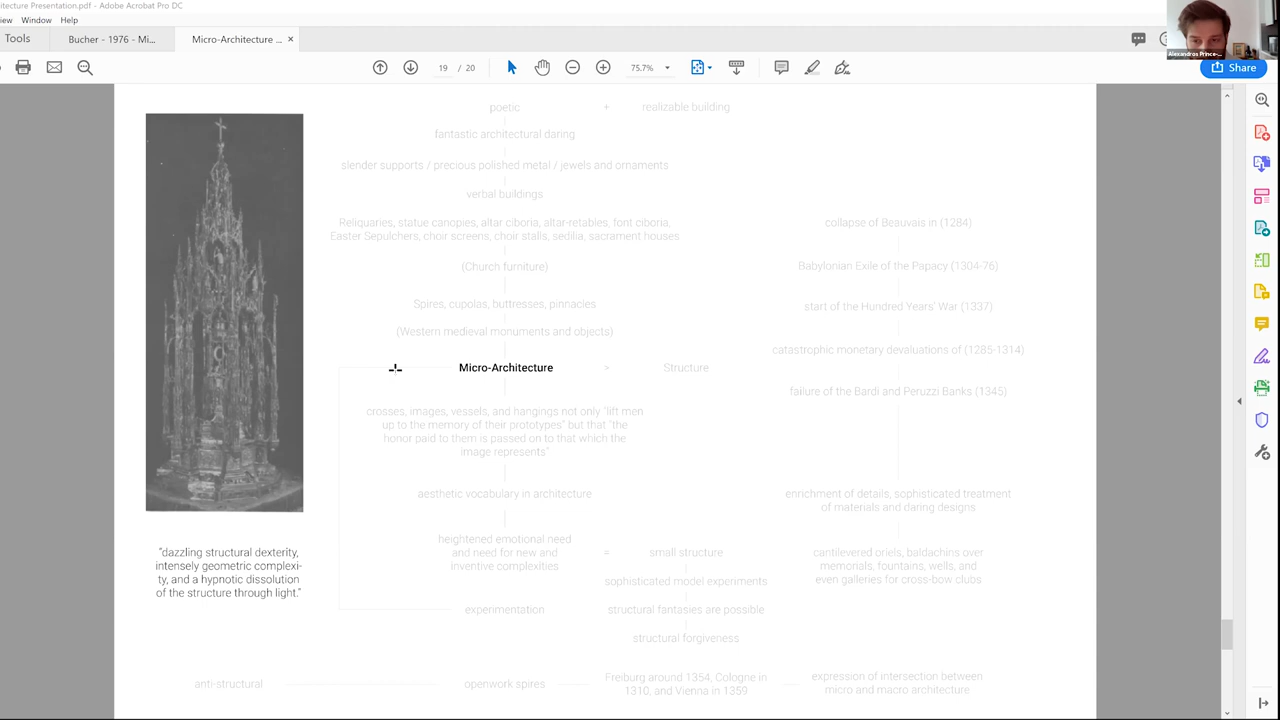 itecture Presentation.pdf - Adobe Acrobat Pro DC
iew Window Help
Tools
Bucher - 1976 - Mi...
Micro-Architecture ... ×
19 / 20
75.7%
Share
Alexandros Prince-...
poetic + realizable building
fantastic architectural daring
slender supports / precious polished metal / jewels and ornaments
verbal buildings
Reliquaries, statue canopies, altar ciboria, altar-retables, font ciboria,
Easter Sepulchers, choir screens, choir stalls, sedilia, sacrament houses
(Church furniture)
Spires, cupolas, buttresses, pinnacles
(Western medieval monuments and objects)
Micro-Architecture > Structure
crosses, images, vessels, and hangings not only "lift men
up to the memory of their prototypes" but that "the
honor paid to them is passed on to that which the
image represents"
aesthetic vocabulary in architecture
heightened emotional need
and need for new and
inventive complexities
= small structure
sophisticated model experiments
experimentation
structural fantasies are possible
structural forgiveness
collapse of Beauvais in (1284)
Babylonian Exile of the Papacy (1304-76)
start of the Hundred Years' War (1337)
catastrophic monetary devaluations of (1285-1314)
failure of the Bardi and Peruzzi Banks (1345)
enrichment of details, sophisticated treatment
of materials and daring designs
cantilevered oriels, baldachins over
memorials, fountains, wells, and
even galleries for cross-bow clubs
"dazzling structural dexterity,
intensely geometric complexi-
ty, and a hypnotic dissolution
of the structure through light."
anti-structural
openwork spires
Freiburg around 1354, Cologne in
1310, and Vienna in 1359
expression of intersection between
micro and macro architecture